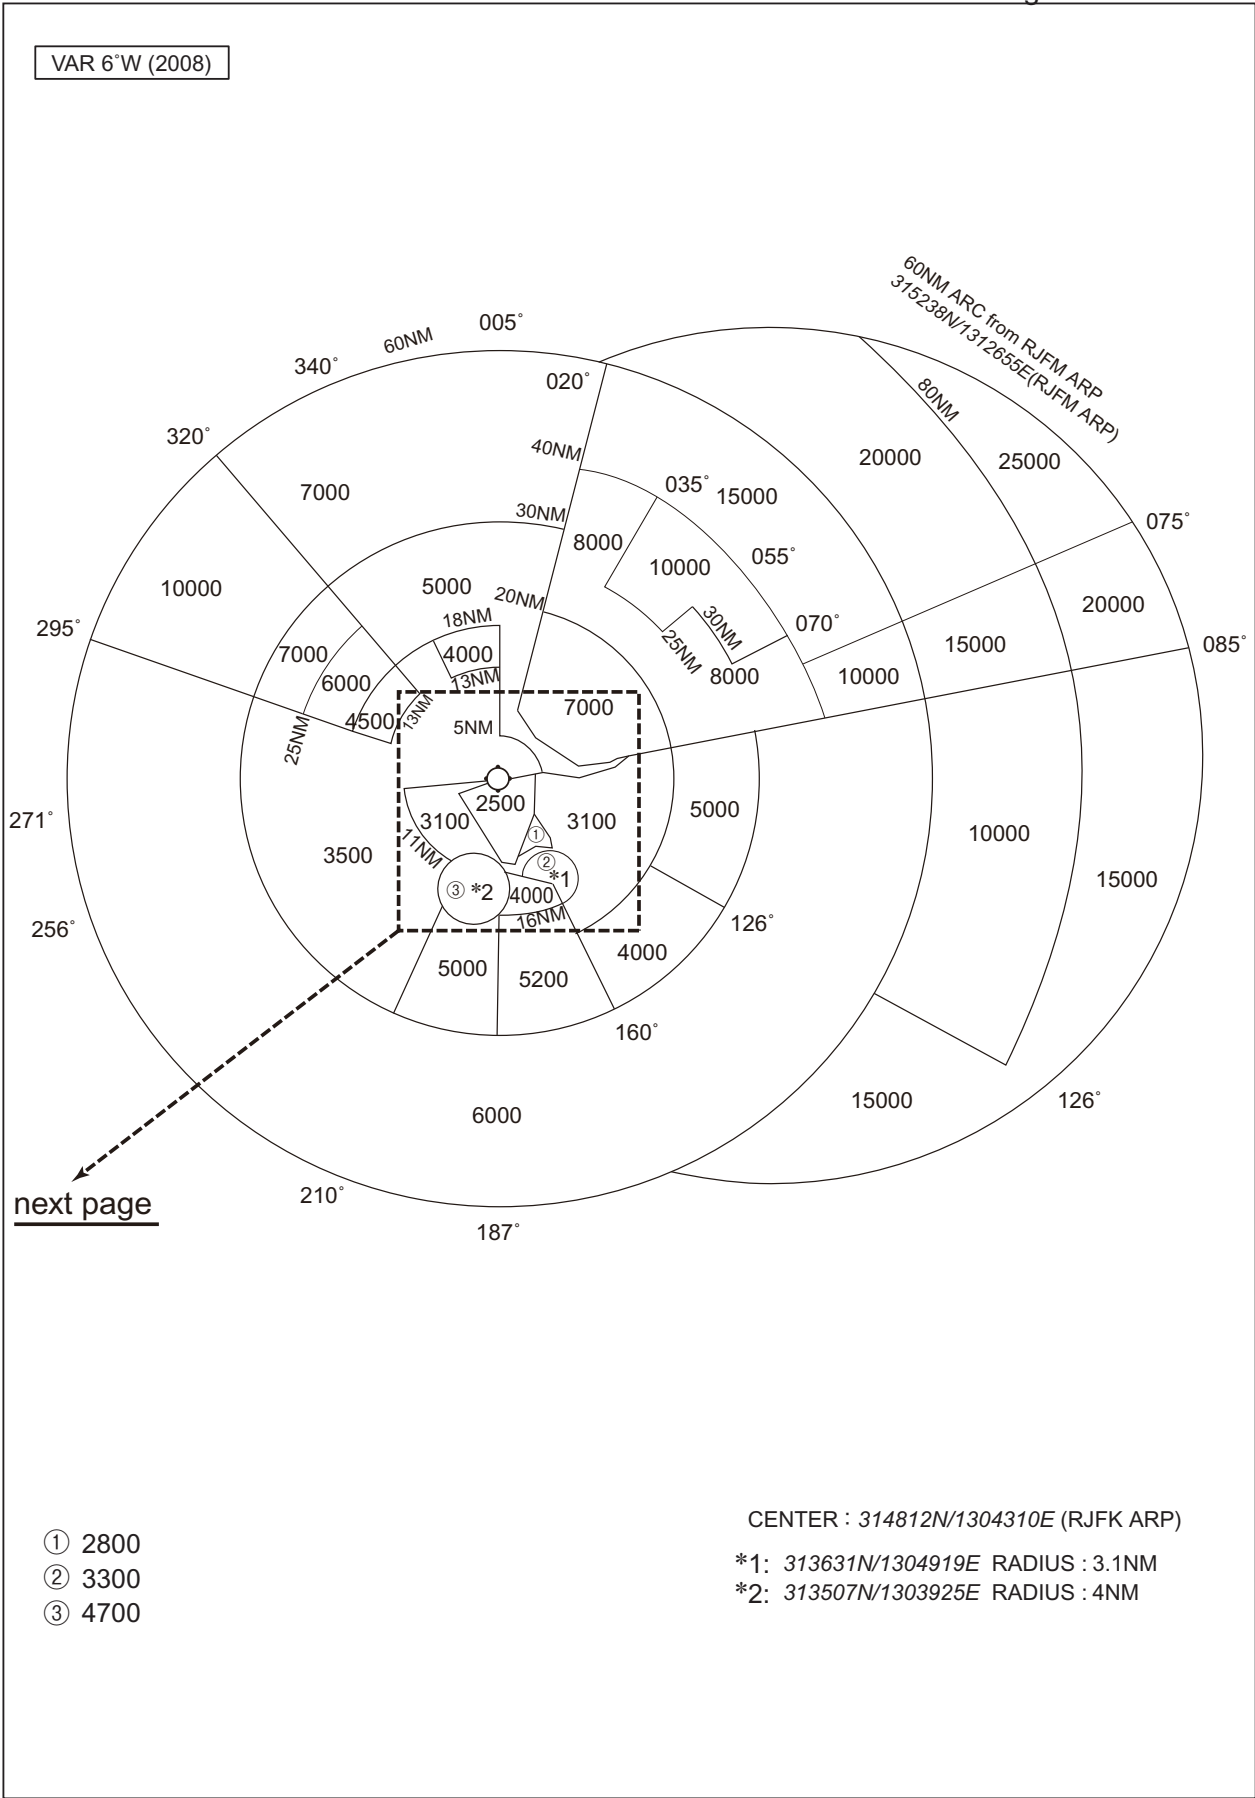 VAR 6°W (2008)
60NM ARC from RJFM ARP
315238N/1312655E(RJFM ARP)
005°
60NM
340°
020°
320°
80NM
40NM
20000
25000
035°
15000
7000
30NM
075°
8000
055°
10000
10000
5000
20NM
20000
18NM
30NM
070°
295°
4000
25NM
15000
085°
7000
13NM
8000
10000
6000
4500
13NM
7000
25NM
5NM
2500
5000
271°
3100
3100
①
10000
11NM
3500
②
*1
15000
③ *2
4000
16NM
256°
126°
4000
5000
5200
160°
6000
15000
126°
210°
next page
187°
① 2800
② 3300
③ 4700
CENTER : 314812N/1304310E (RJFK ARP)
*1: 313631N/1304919E RADIUS : 3.1NM
*2: 313507N/1303925E RADIUS : 4NM